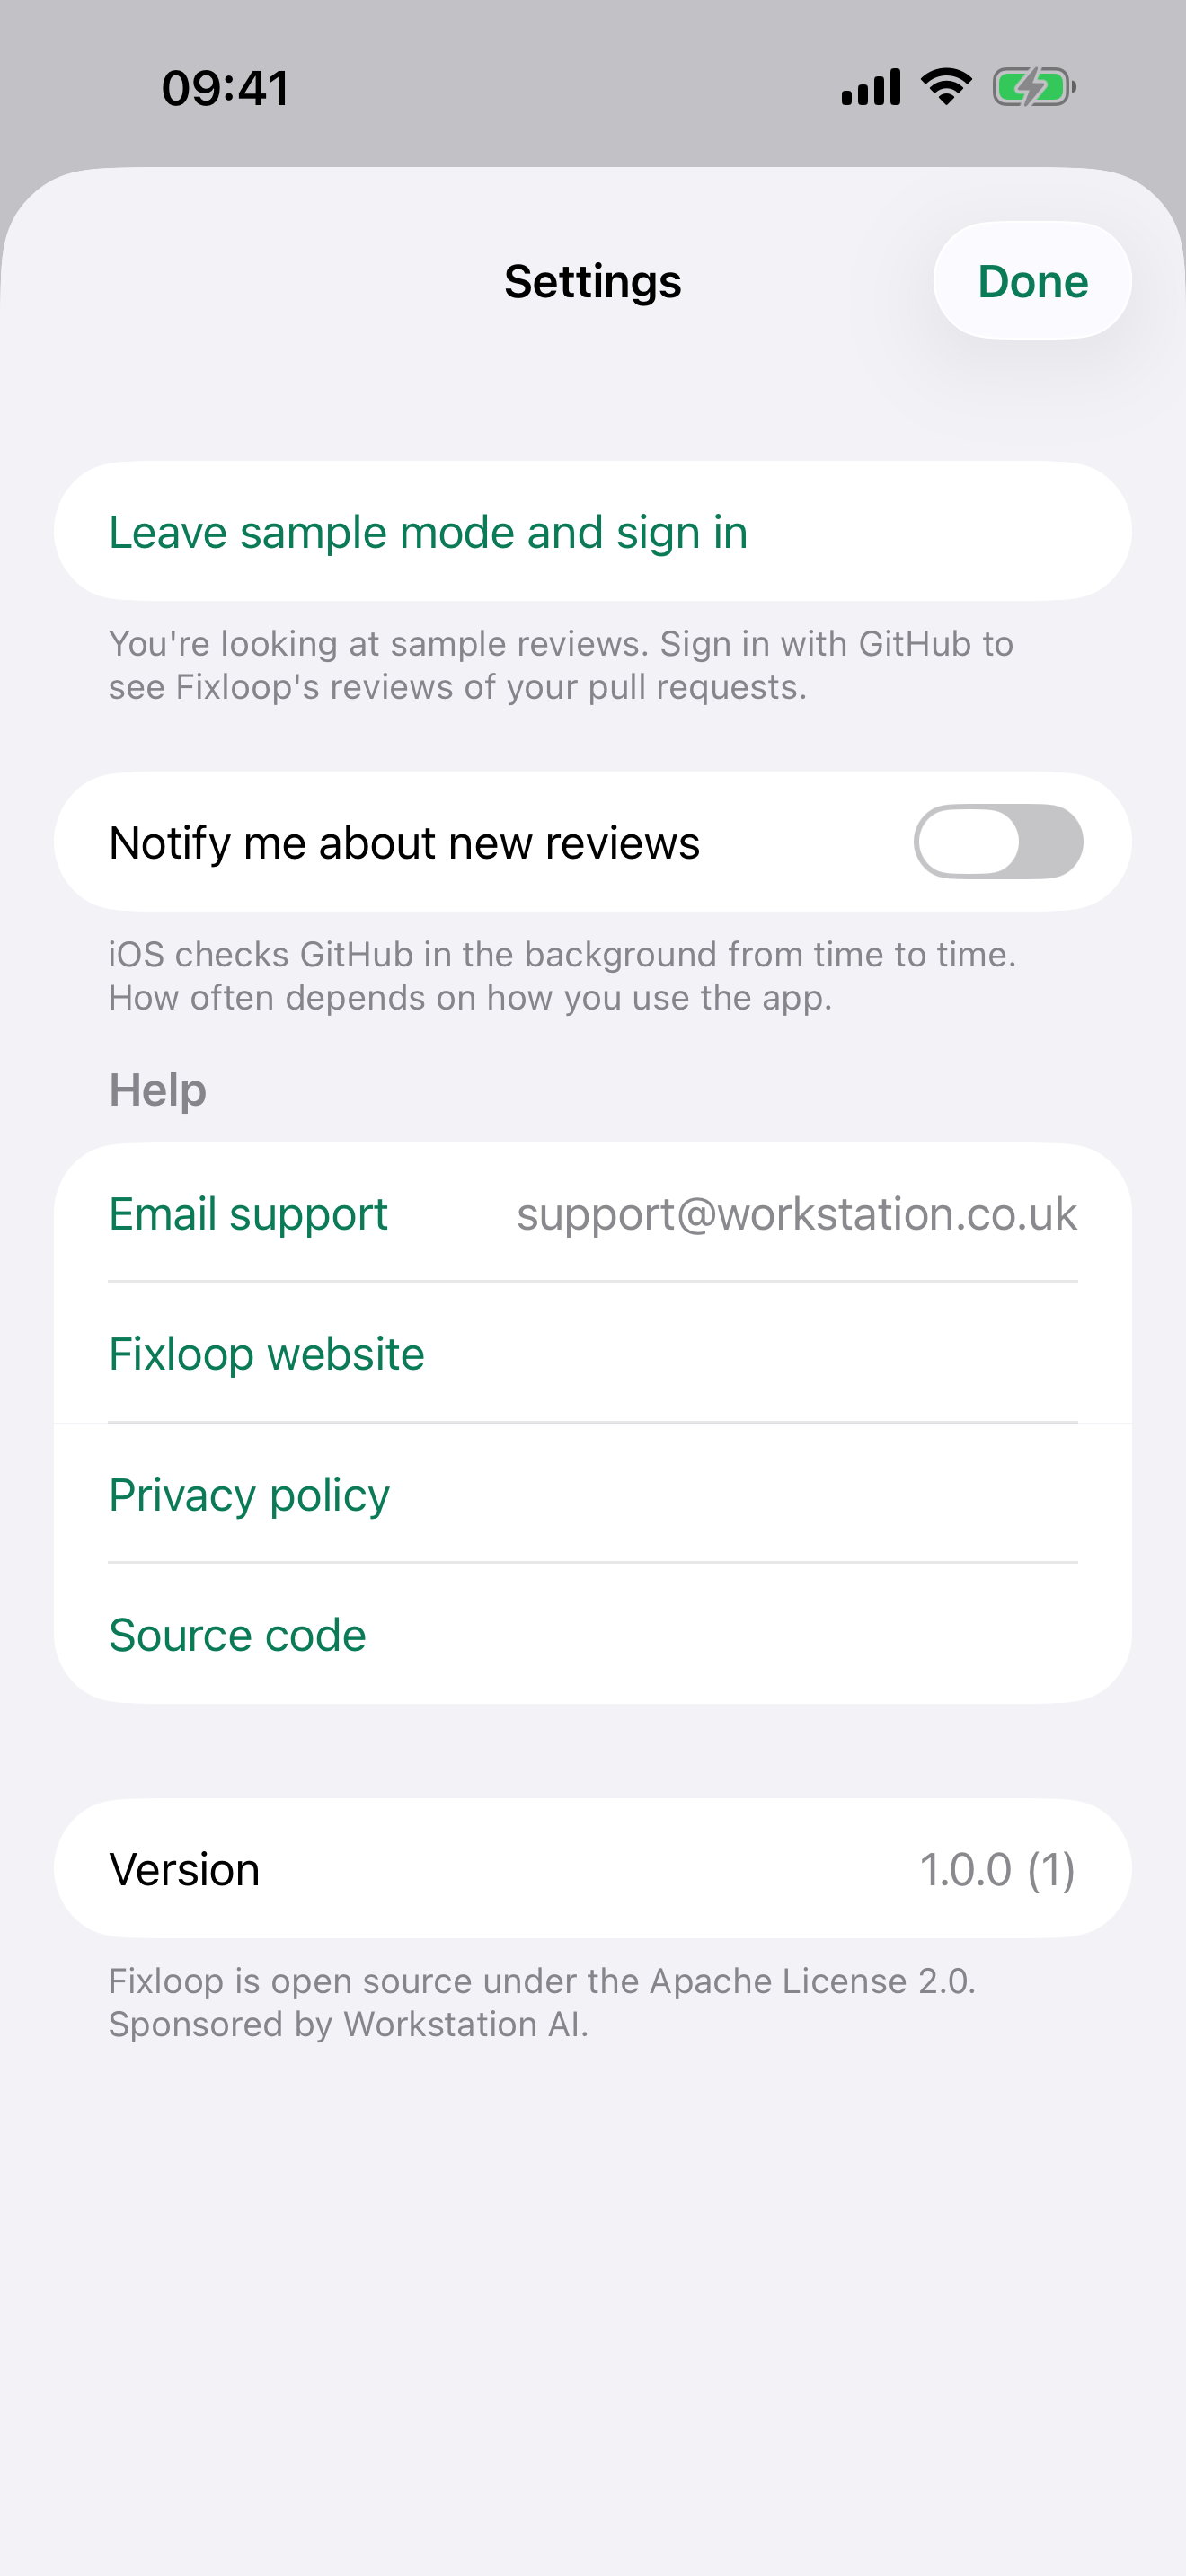 09:41
Settings
Done
Leave sample mode and sign in
You're looking at sample reviews. Sign in with GitHub to
see Fixloop's reviews of your pull requests.
Notify me about new reviews
iOS checks GitHub in the background from time to time.
How often depends on how you use the app.
Help
Email support support@workstation.co.uk
Fixloop website
Privacy policy
Source code
Version 1.0.0 (1)
Fixloop is open source under the Apache License 2.0.
Sponsored by Workstation AI.